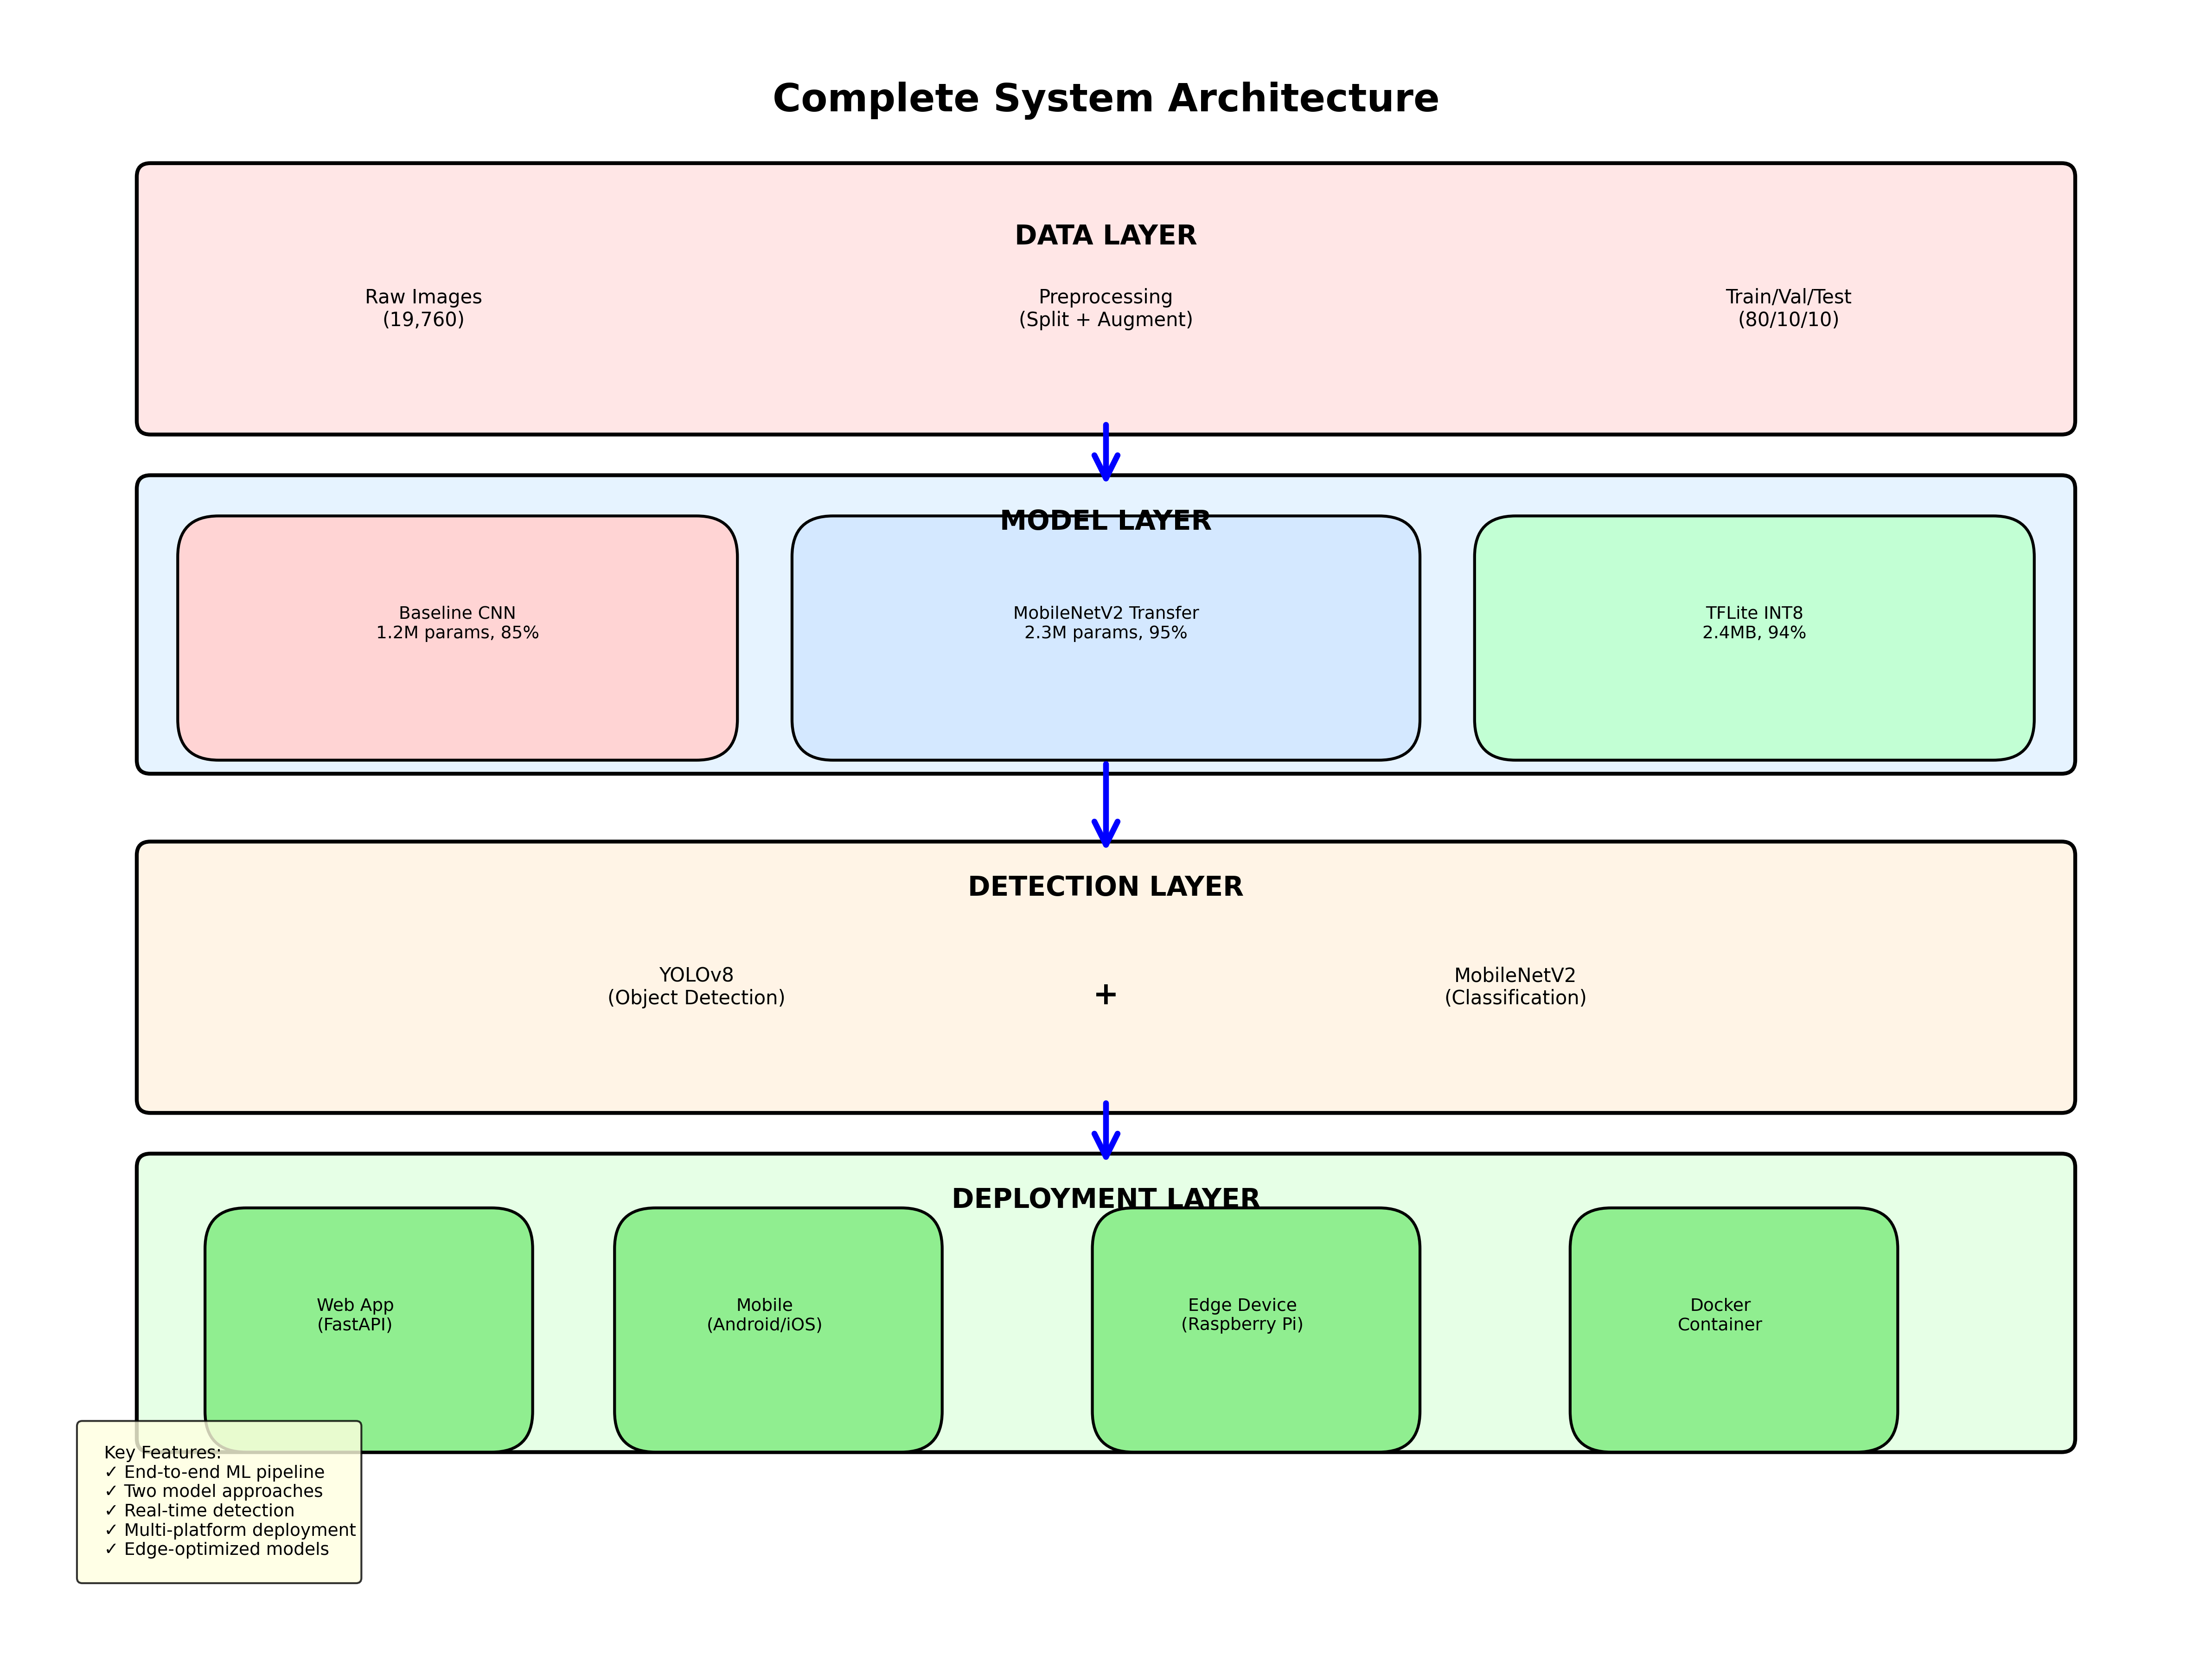 Complete System Architecture
DATA LAYER
Raw Images
(19,760)
Preprocessing
(Split + Augment)
Train/Val/Test
(80/10/10)
MODEL LAYER
Baseline CNN
1.2M params, 85%
MobileNetV2 Transfer
2.3M params, 95%
TFLite INT8
2.4MB, 94%
DETECTION LAYER
YOLOv8
(Object Detection)
+
MobileNetV2
(Classification)
DEPLOYMENT LAYER
Web App
(FastAPI)
Mobile
(Android/iOS)
Edge Device
(Raspberry Pi)
Docker
Container
Key Features:
✓ End-to-end ML pipeline
✓ Two model approaches
✓ Real-time detection
✓ Multi-platform deployment
✓ Edge-optimized models